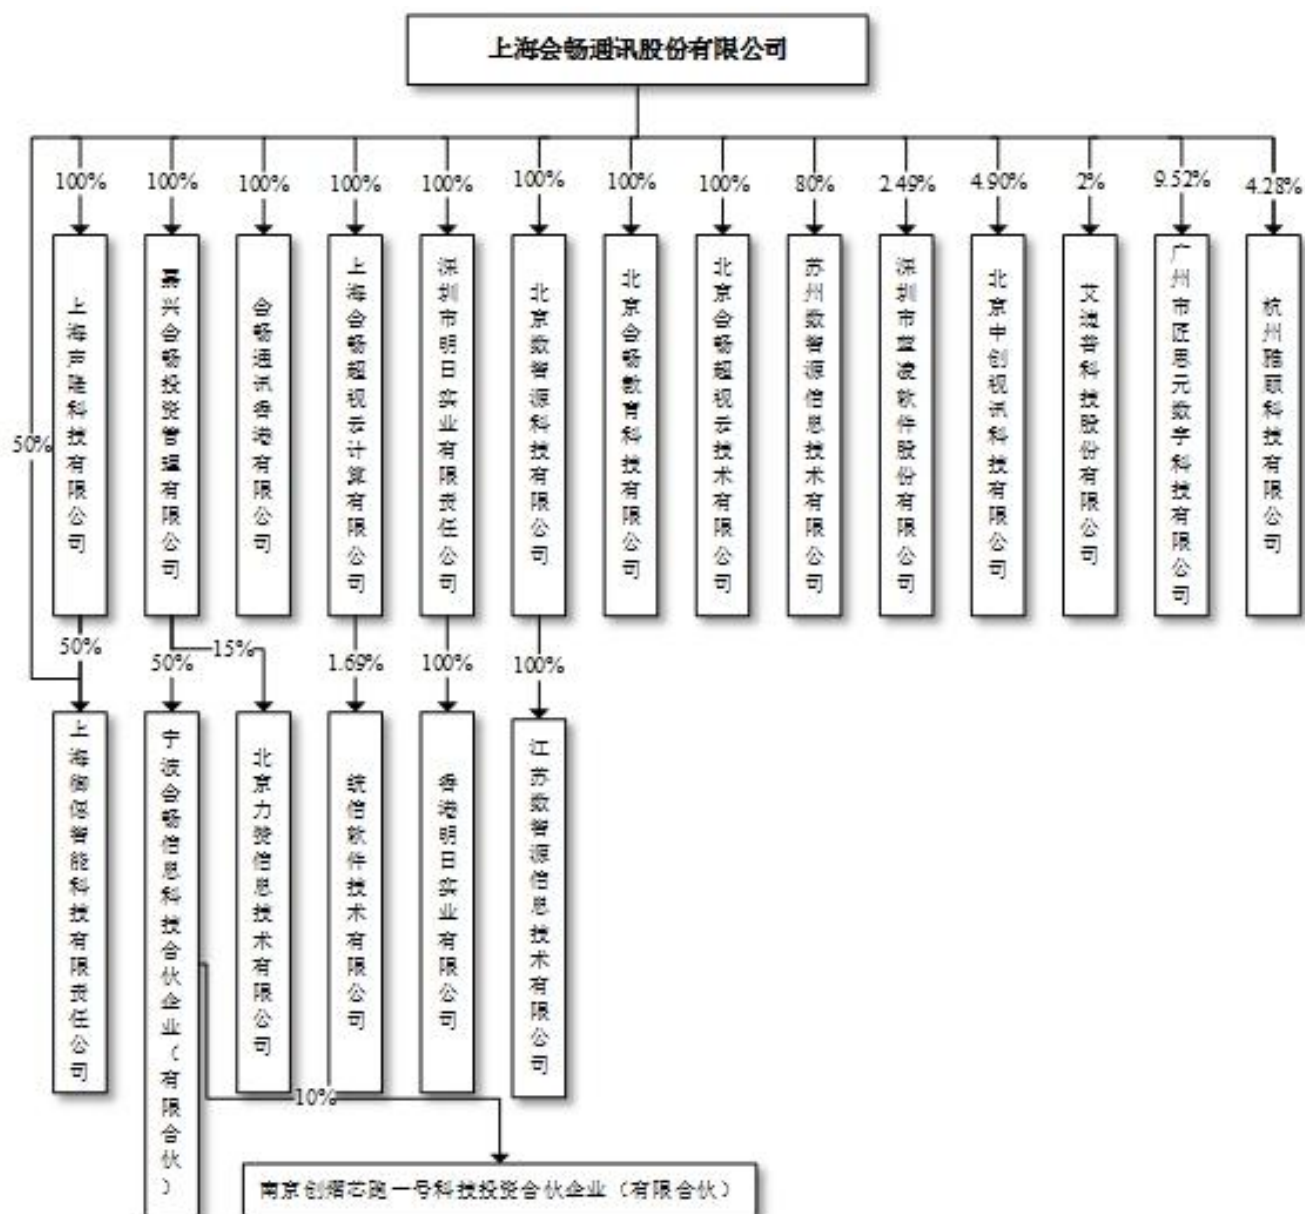 上海会畅通讯股份有限公司
100%
100%
100%
100%
100%
100%
100%
100%
80%
2.49%
4.90%
2%
9.52%
4.28%
上海声隆科技有限公司
嘉兴会畅投资管理有限公司
会畅通讯香港有限公司
上海会畅超视云计算有限公司
深圳市明日实业有限责任公司
北京数智源科技有限公司
北京会畅教育科技有限公司
北京会畅超视云技术有限公司
苏州数智源信息技术有限公司
深圳市蓝凌软件股份有限公司
北京中创视讯科技有限公司
艾迪普科技股份有限公司
广州市匠思元数字科技有限公司
杭州雅顾科技有限公司
50%
50%
50%
15%
1.69%
100%
100%
上海 保智能科技有限责任公司
宁波会畅信息科技合伙企业（有限合伙）
北京力 信息技术有限公司
统信软件技术有限公司
香港明日实业有限公司
江苏数智源信息技术有限公司
10%
南京创熠芯跑一号科技投资合伙企业（有限合伙）